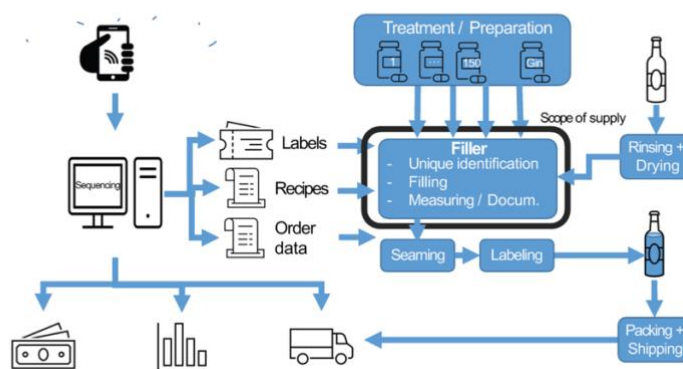 Treatment / Preparation
1
...
150
Gin
Scope of supply
Filler
- Unique identification
- Filling
- Measuring / Docum.
Rinsing +
Drying
Sequencing
Labels
Recipes
Order
data
Seaming
Labeling
Packing +
Shipping